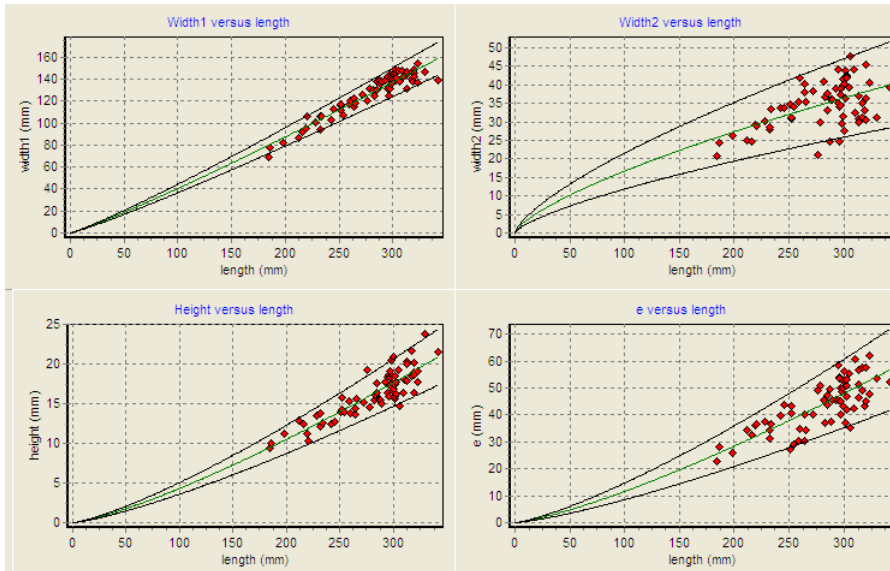 Width1 versus length
160
140
120
100
80
60
40
20
0
width1 (mm)
0 50 100 150 200 250 300
length (mm)
Width2 versus length
50
45
40
35
30
25
20
15
10
5
0
width2 (mm)
0 50 100 150 200 250 300
length (mm)
Height versus length
25
20
15
10
5
0
height (mm)
0 50 100 150 200 250 300
length (mm)
e versus length
70
60
50
40
30
20
10
0
e (mm)
0 50 100 150 200 250 300
length (mm)